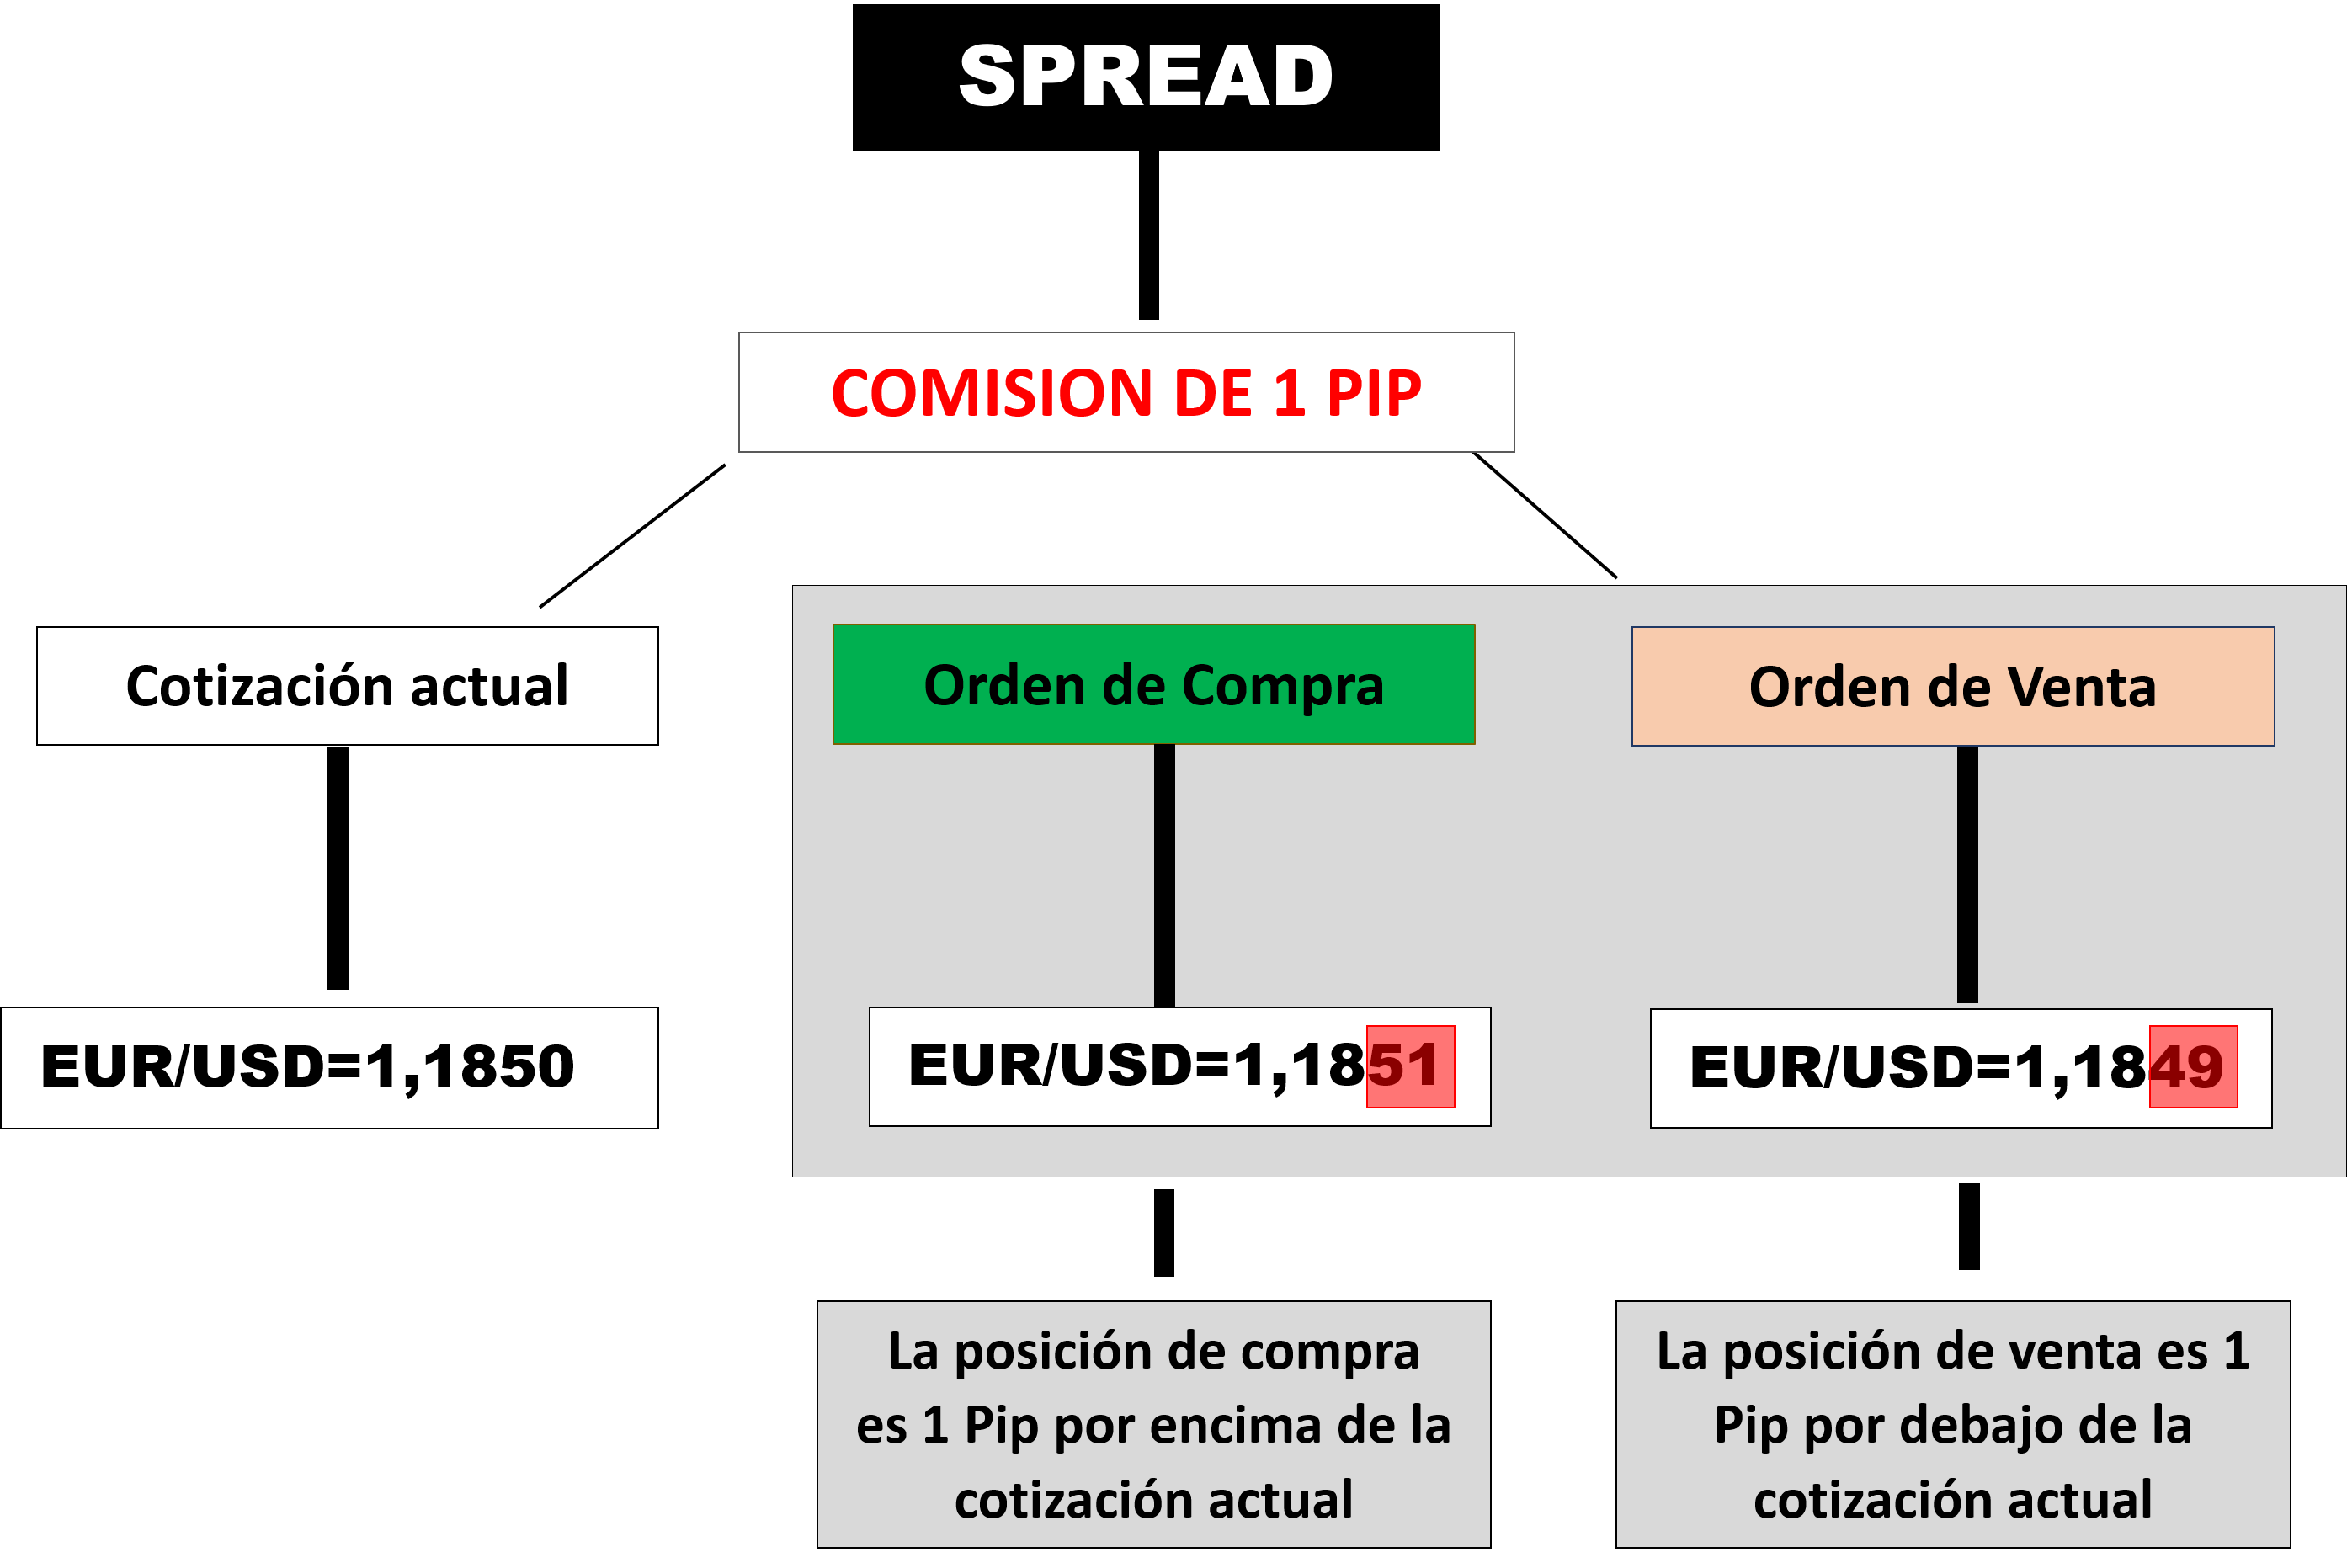 SPREAD
COMISION DE 1 PIP
Cotización actual
Orden de Compra
Orden de Venta
EUR/USD=1,1850
EUR/USD=1,1851
EUR/USD=1,1849
La posición de compra
es 1 Pip por encima de la
cotización actual
La posición de venta es 1
Pip por debajo de la
cotización actual